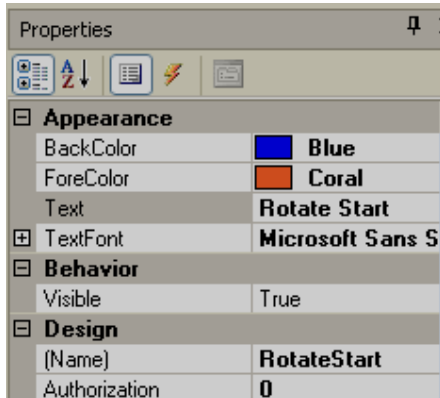 Properties
A Z
Appearance
BackColor Blue
ForeColor Coral
Text Rotate Start
TextFont Microsoft Sans S
Behavior
Visible True
Design
(Name) RotateStart
Authorization 0